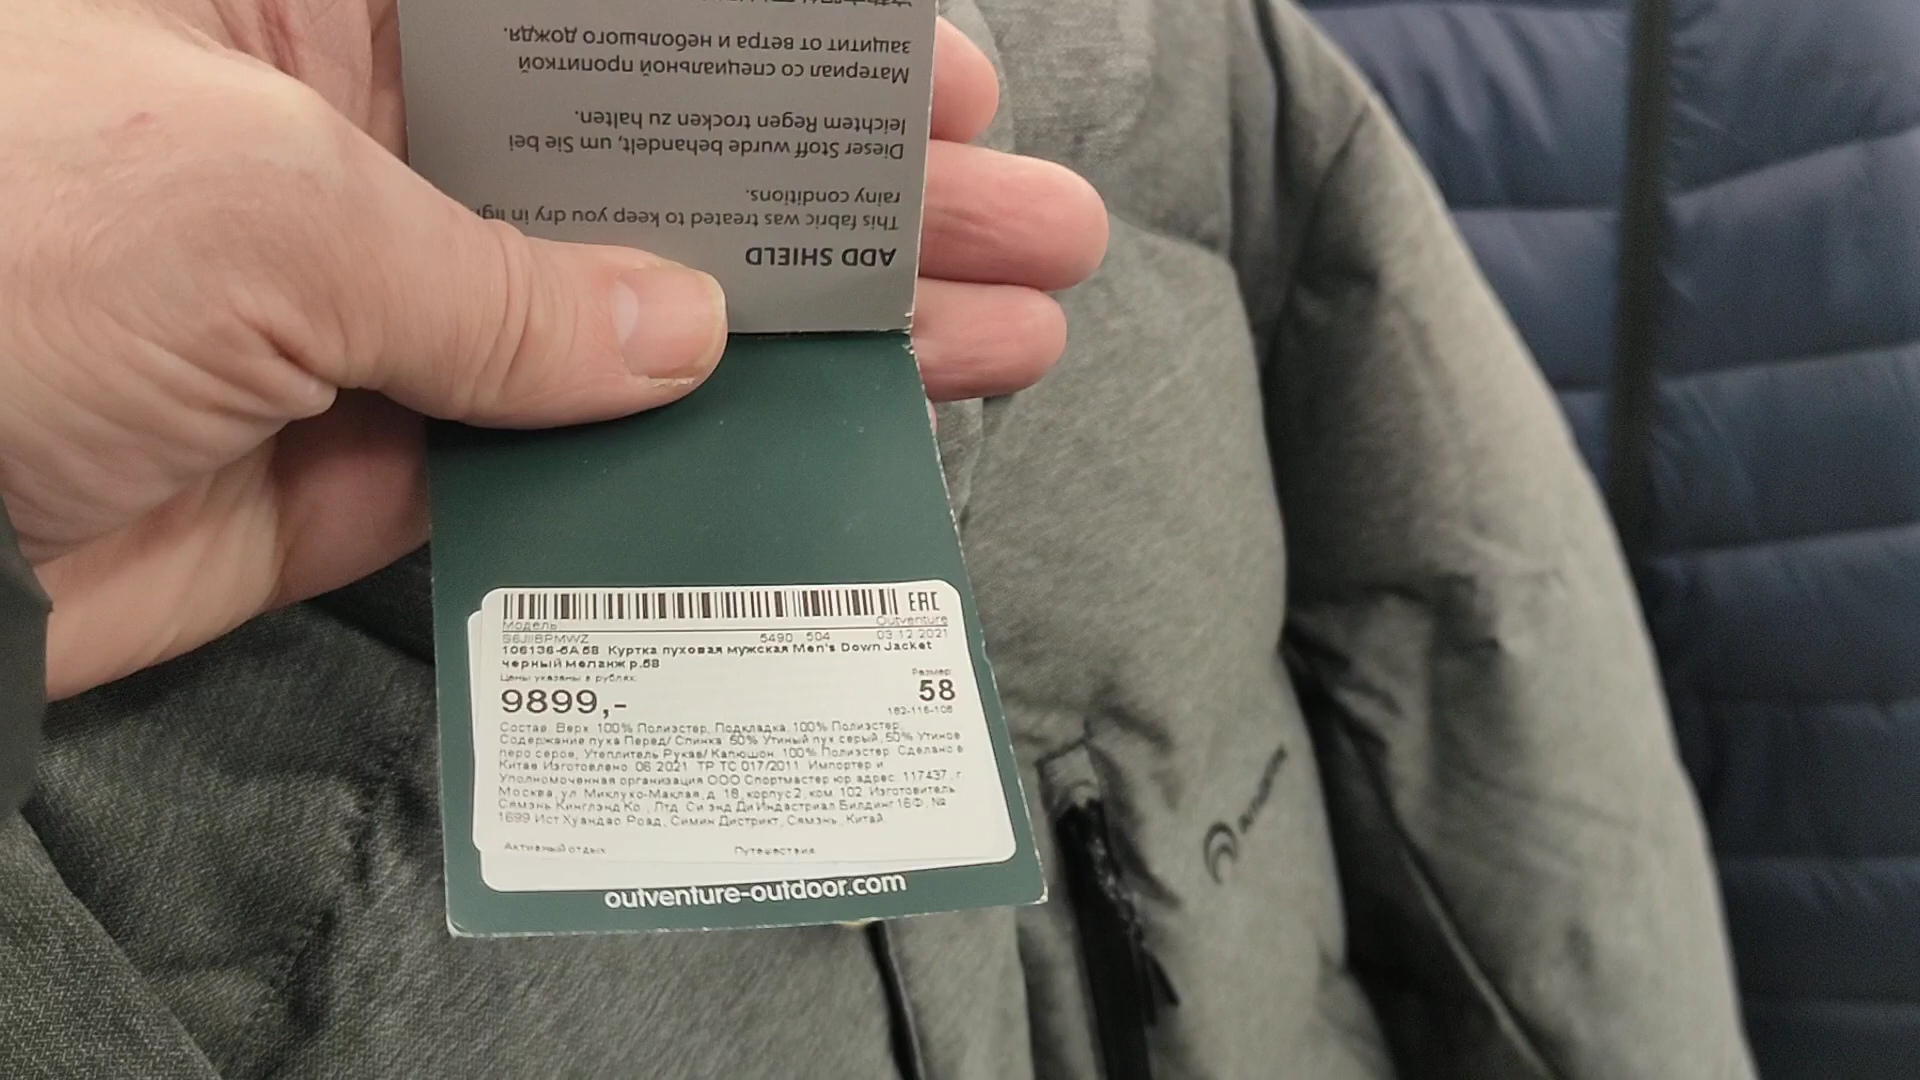 защитит от ветра и небольшого дождя.
Материал со специальной пропиткой
leichtem Regen trocken zu halten.
Dieser Stoff wurde behandelt, um Sie bei
rainy conditions.
This fabric was treated to keep you dry in
ADD SHIELD
EAC
Модель Outventure
S6JIIBPMWZ 5490 504 03.12.2021
106136-BA 58 Куртка пуховая мужская Men's Down Jacket
черный меланж р.58
Цены указаны в рублях. Размер
9899,- 58
182-116-106
Состав: Верх: 100% Полиэстер, Подкладка: 100% Полиэстер,
Содержание пуха Перед/ Спинка: 50% Утиный пух серый, 50% Утиное
перо серое, Утеплитель Рукав/ Капюшон: 100% Полиэстер. Сделано в
Китае Изготовлено: 06.2021. ТР ТС 017/2011. Импортер и
Уполномоченная организация ООО Спортмастер юр.адрес: 117437, г.
Москва, ул. Миклухо-Маклая, д. 18, корпус 2, ком. 102. Изготовитель:
Сямэнь Кингланд Ко., Лтд. Си энд Ди Индастриал Билдинг 16Ф, №
1699 Ист Хуандао Роад, Симин Дистрикт, Сямэнь, Китай.
Активный отдых Путешествия
outventure-outdoor.com